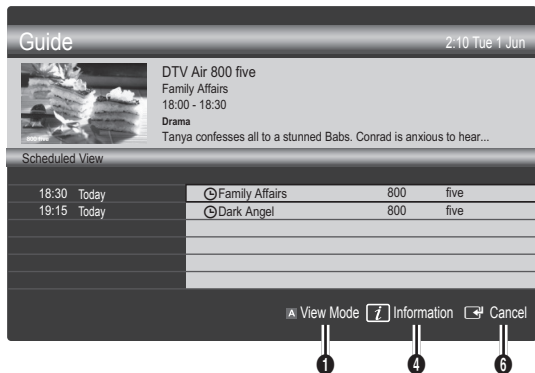 Guide 2:10 Tue 1 Jun
DTV Air 800 five
Family Affairs
18:00 - 18:30
Drama
Tanya confesses all to a stunned Babs. Conrad is anxious to hear...
800 five
Scheduled View
18:30 Today Family Affairs 800 five
19:15 Today Dark Angel 800 five
A View Mode i Information Cancel
1 4 6